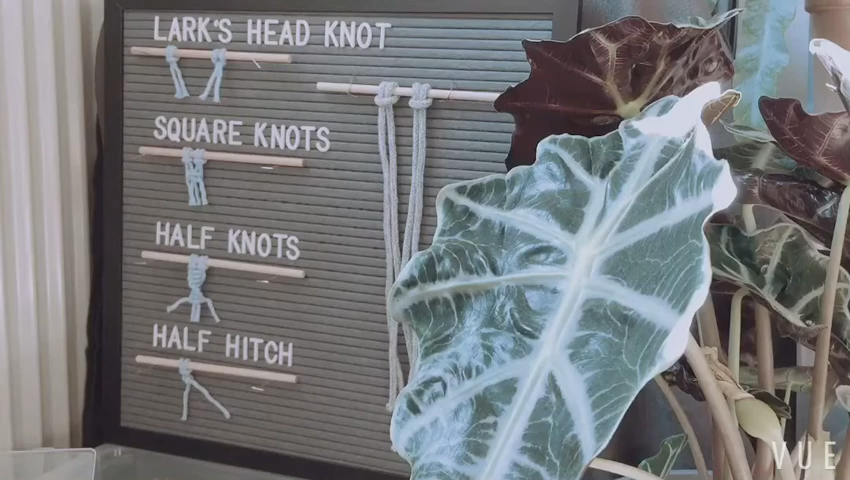 LARK'S HEAD KNOT
SQUARE KNOTS
HALF KNOTS
HALF HITCH
VUE